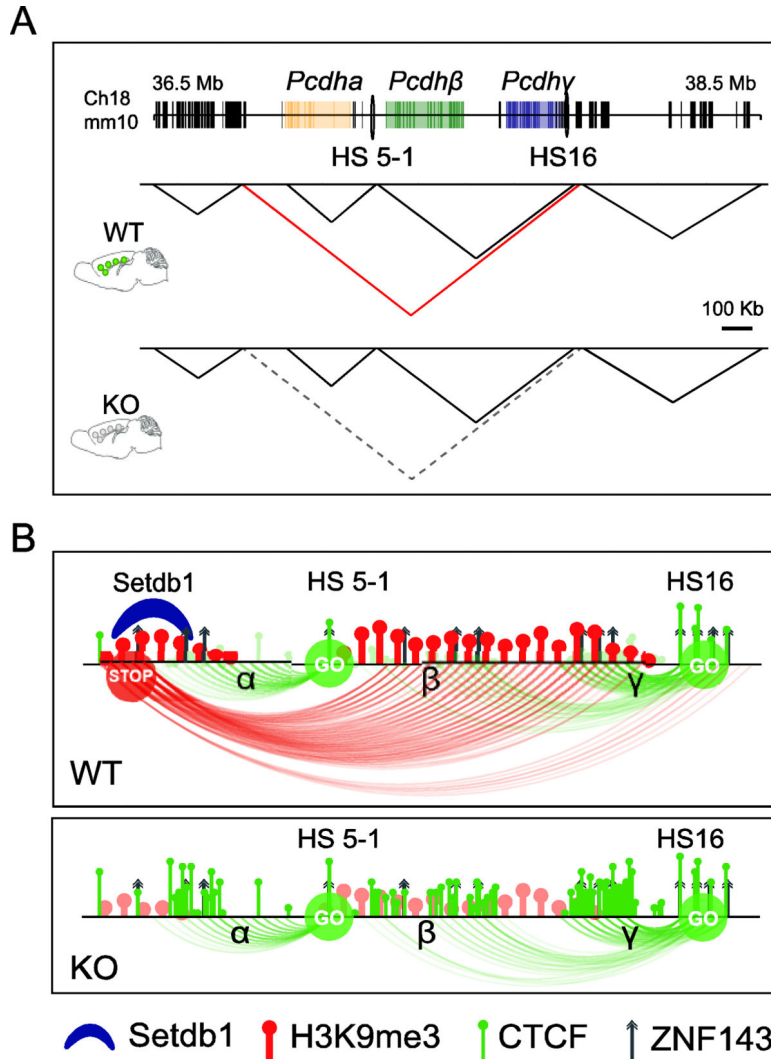 A
36.5 Mb Pcdha Pcdhβ Pcdhγ 38.5 Mb
Ch18
mm10
HS 5-1 HS16
WT
100 Kb
KO
B
Setdb1 HS 5-1 HS16
STOP GO GO
α β γ
WT
HS 5-1 HS16
GO GO
α β γ
KO
Setdb1 H3K9me3 CTCF ZNF143